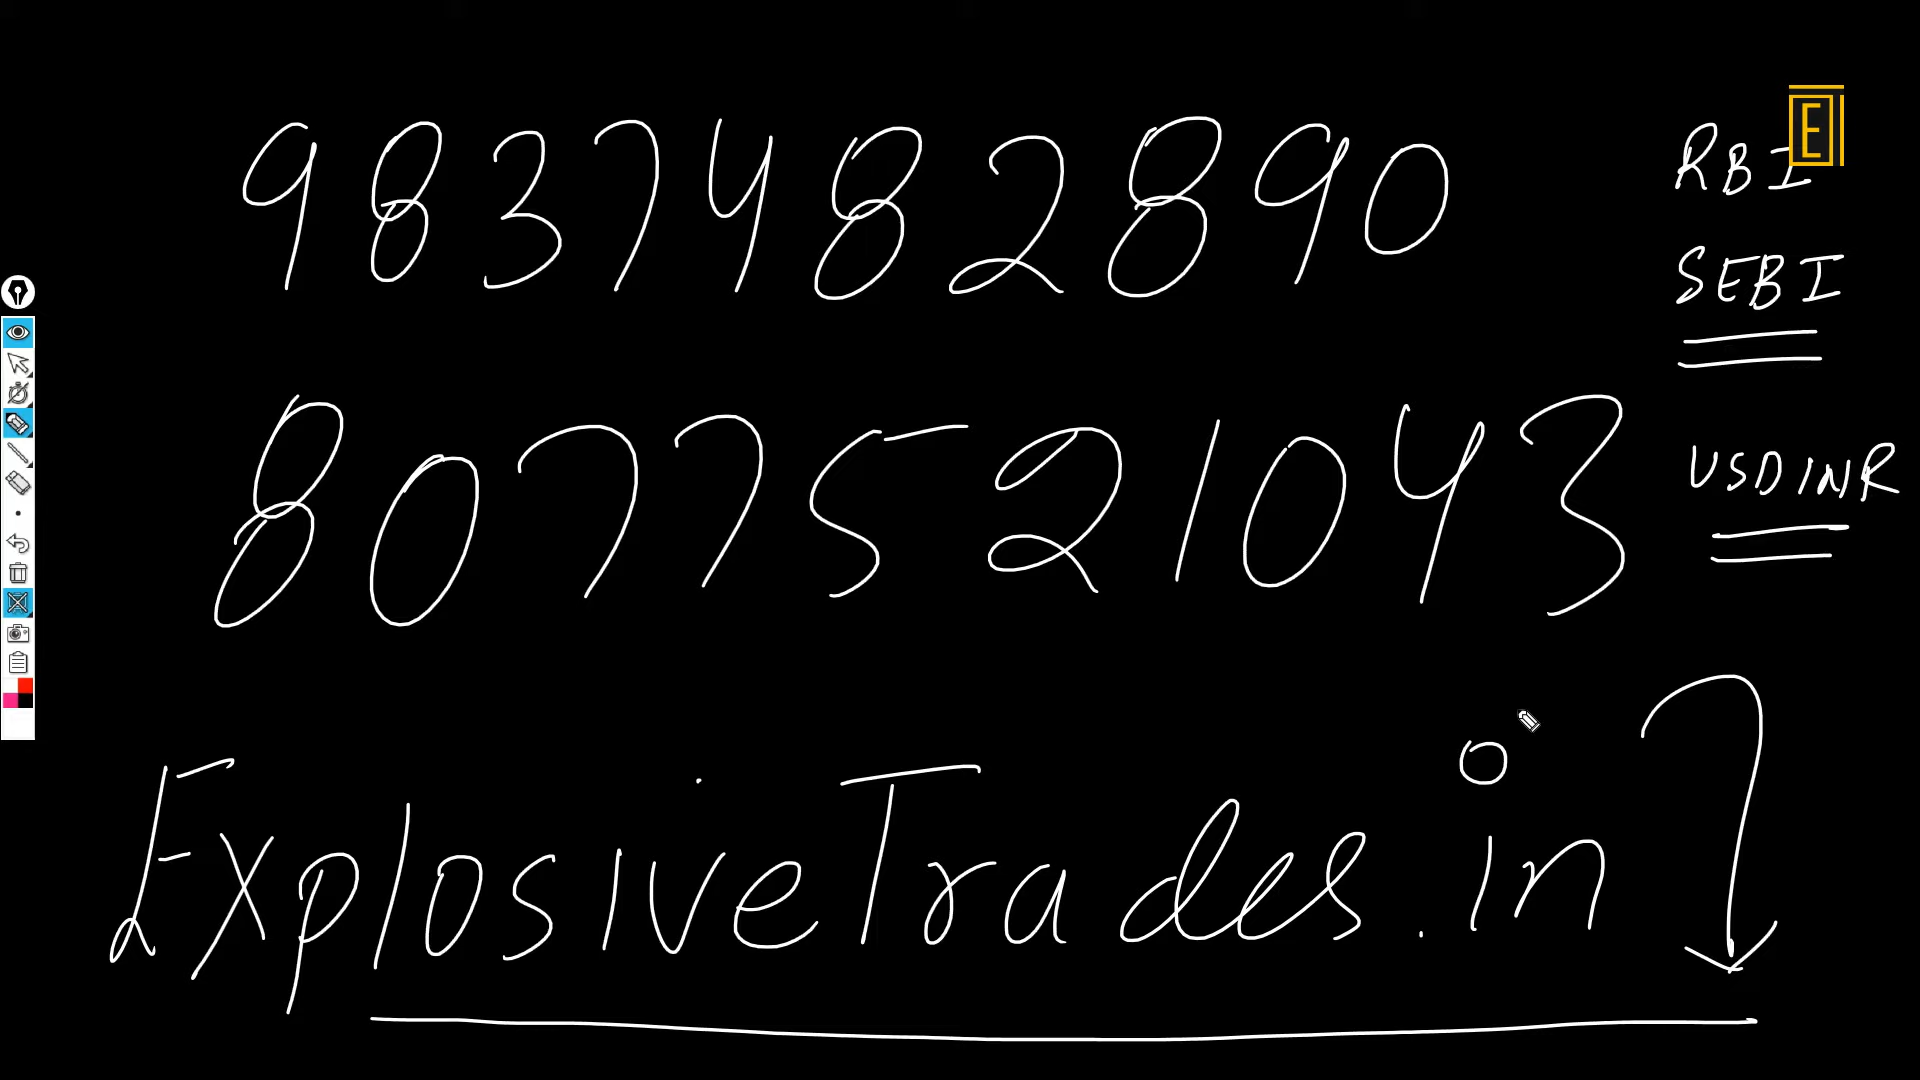 9837482890
8077521043
ExplosiveTrades.in
RBI
SEBI
USDINR
E